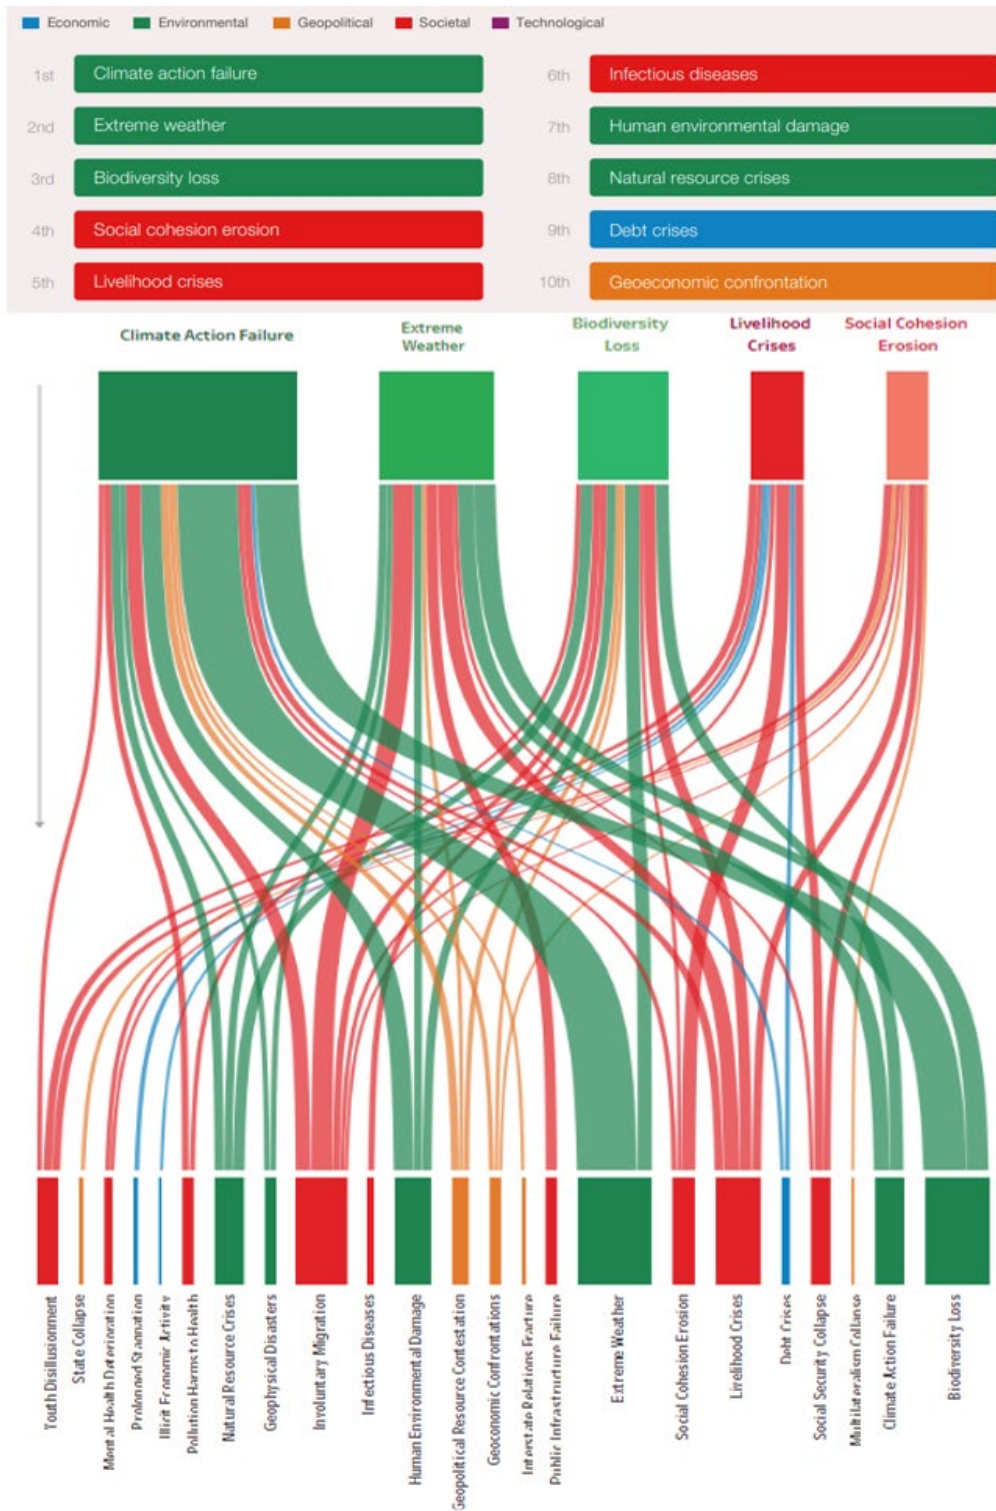 Economic Environmental Geopolitical Societal Technological
1st Climate action failure
2nd Extreme weather
3rd Biodiversity loss
4th Social cohesion erosion
5th Livelihood crises
6th Infectious diseases
7th Human environmental damage
8th Natural resource crises
9th Debt crises
10th Geoeconomic confrontation
Climate Action Failure
Extreme
Weather
Biodiversity
Loss
Livelihood
Crises
Social Cohesion
Erosion
Youth Disillusionment
State Collapse
Mental Health Deterioration
Prolonged Stagnation
Illicit Economic Activity
Pollution Harms to Health
Natural Resource Crises
Geophysical Disasters
Involuntary Migration
Infectious Diseases
Human Environmental Damage
Geopolitical Resource Contestation
Geoconomic Confrontations
Interstate Relations Fracture
Public Infrastructure Failure
Extreme Weather
Social Cohesion Erosion
Livelihood Crises
Debt Crises
Social Security Collapse
Multilateralism Collapse
Climate Action Failure
Biodiversity Loss